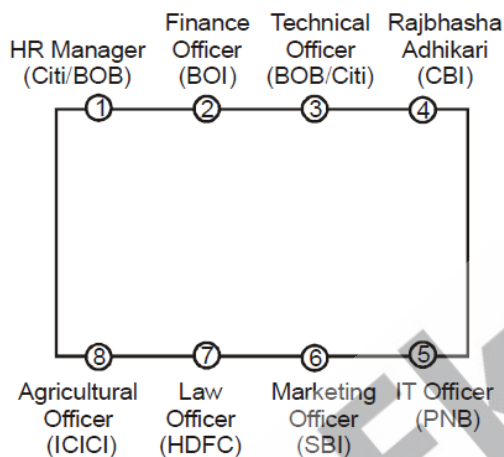 HR Manager
(Citi/BOB)
Finance
Officer
(BOI)
Technical
Officer
(BOB/Citi)
Rajbhasha
Adhikari
(CBI)
1
2
3
4
8
7
6
5
Agricultural
Officer
(ICICI)
Law
Officer
(HDFC)
Marketing
Officer
(SBI)
IT Officer
(PNB)